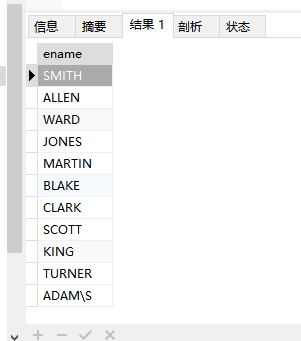 信息 摘要 结果 1 剖析 状态
ename
SMITH
ALLEN
WARD
JONES
MARTIN
BLAKE
CLARK
SCOTT
KING
TURNER
ADAM\S